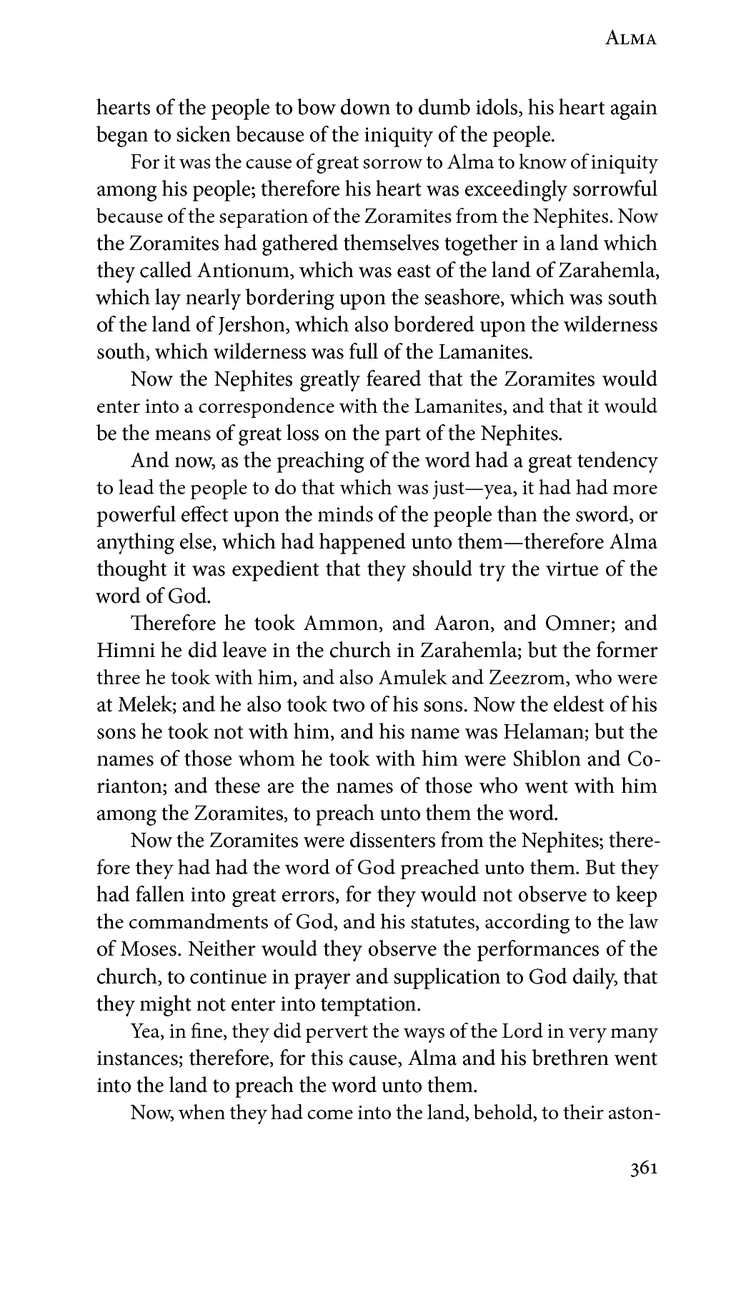 Alma
hearts of the people to bow down to dumb idols, his heart again
began to sicken because of the iniquity of the people.
For it was the cause of great sorrow to Alma to know of iniquity
among his people; therefore his heart was exceedingly sorrowful
because of the separation of the Zoramites from the Nephites. Now
the Zoramites had gathered themselves together in a land which
they called Antionum, which was east of the land of Zarahemla,
which lay nearly bordering upon the seashore, which was south
of the land of Jershon, which also bordered upon the wilderness
south, which wilderness was full of the Lamanites.
Now the Nephites greatly feared that the Zoramites would
enter into a correspondence with the Lamanites, and that it would
be the means of great loss on the part of the Nephites.
And now, as the preaching of the word had a great tendency
to lead the people to do that which was just—yea, it had had more
powerful effect upon the minds of the people than the sword, or
anything else, which had happened unto them—therefore Alma
thought it was expedient that they should try the virtue of the
word of God.
Therefore he took Ammon, and Aaron, and Omner; and
Himni he did leave in the church in Zarahemla; but the former
three he took with him, and also Amulek and Zeezrom, who were
at Melek; and he also took two of his sons. Now the eldest of his
sons he took not with him, and his name was Helaman; but the
names of those whom he took with him were Shiblon and Co-
rianton; and these are the names of those who went with him
among the Zoramites, to preach unto them the word.
Now the Zoramites were dissenters from the Nephites; there-
fore they had had the word of God preached unto them. But they
had fallen into great errors, for they would not observe to keep
the commandments of God, and his statutes, according to the law
of Moses. Neither would they observe the performances of the
church, to continue in prayer and supplication to God daily, that
they might not enter into temptation.
Yea, in fine, they did pervert the ways of the Lord in very many
instances; therefore, for this cause, Alma and his brethren went
into the land to preach the word unto them.
Now, when they had come into the land, behold, to their aston-
361